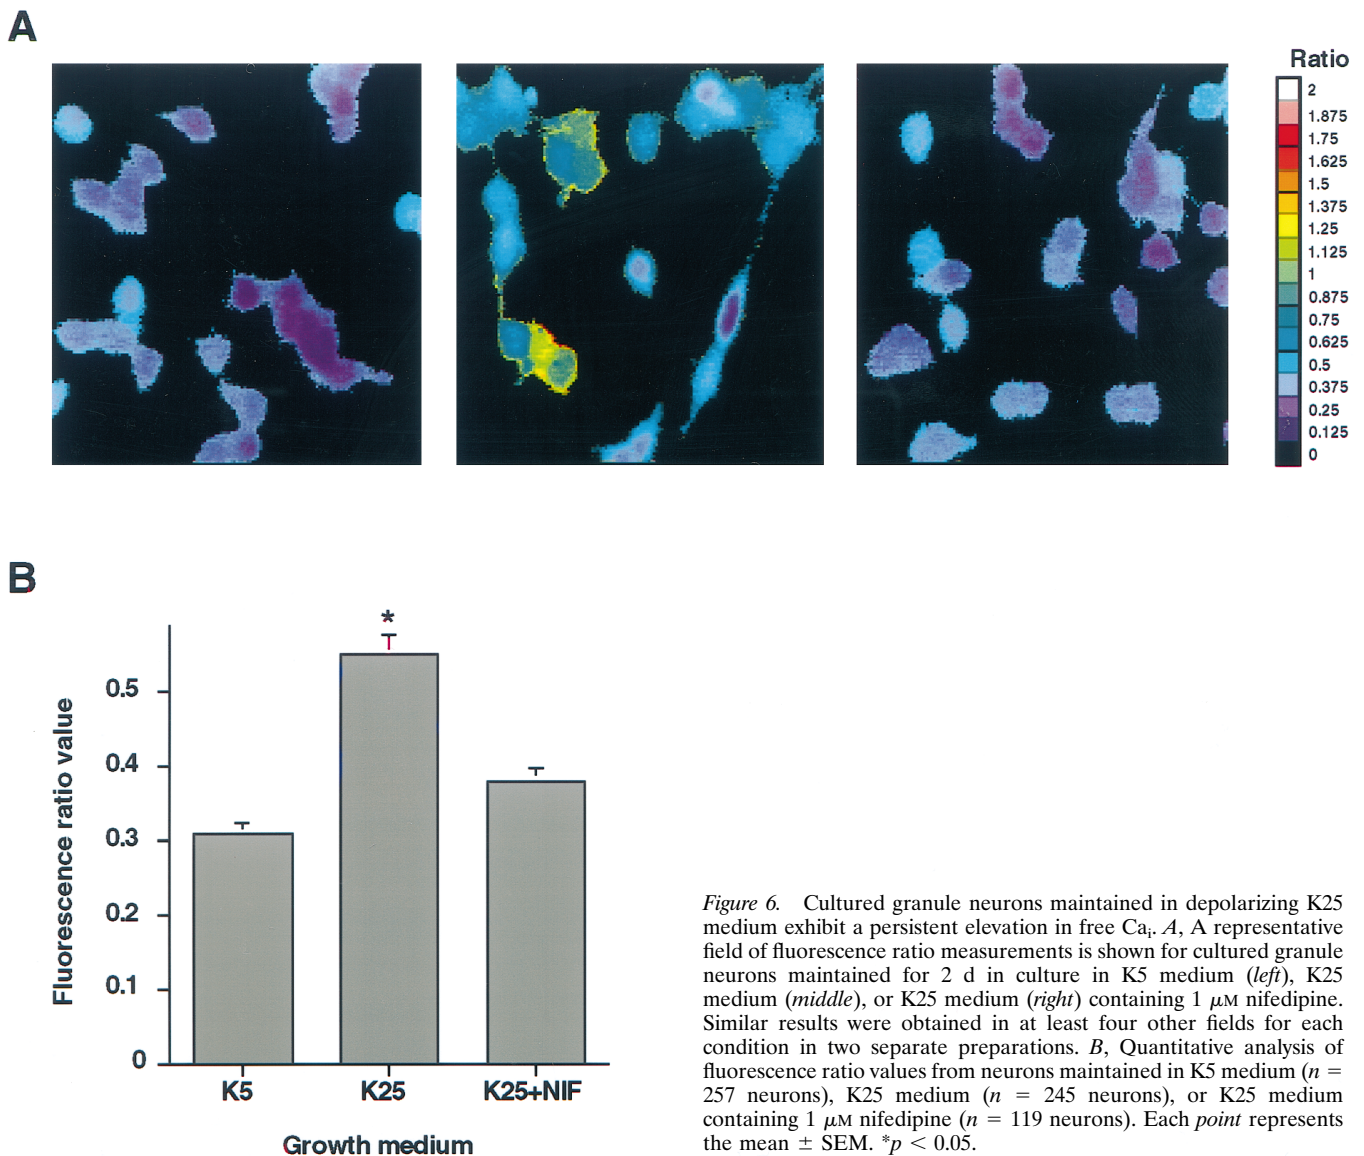 A
Ratio
2
1.875
1.75
1.625
1.5
1.375
1.25
1.125
1
0.875
0.75
0.625
0.5
0.375
0.25
0.125
0
B
*
0.5
0.4
0.3
0.2
0.1
0
Fluorescence ratio value
K5 K25 K25+NIF
Growth medium
Figure 6. Cultured granule neurons maintained in depolarizing K25
medium exhibit a persistent elevation in free Cai. A, A representative
field of fluorescence ratio measurements is shown for cultured granule
neurons maintained for 2 d in culture in K5 medium (left), K25
medium (middle), or K25 medium (right) containing 1 μM nifedipine.
Similar results were obtained in at least four other fields for each
condition in two separate preparations. B, Quantitative analysis of
fluorescence ratio values from neurons maintained in K5 medium (n =
257 neurons), K25 medium (n = 245 neurons), or K25 medium
containing 1 μM nifedipine (n = 119 neurons). Each point represents
the mean ± SEM. *p < 0.05.